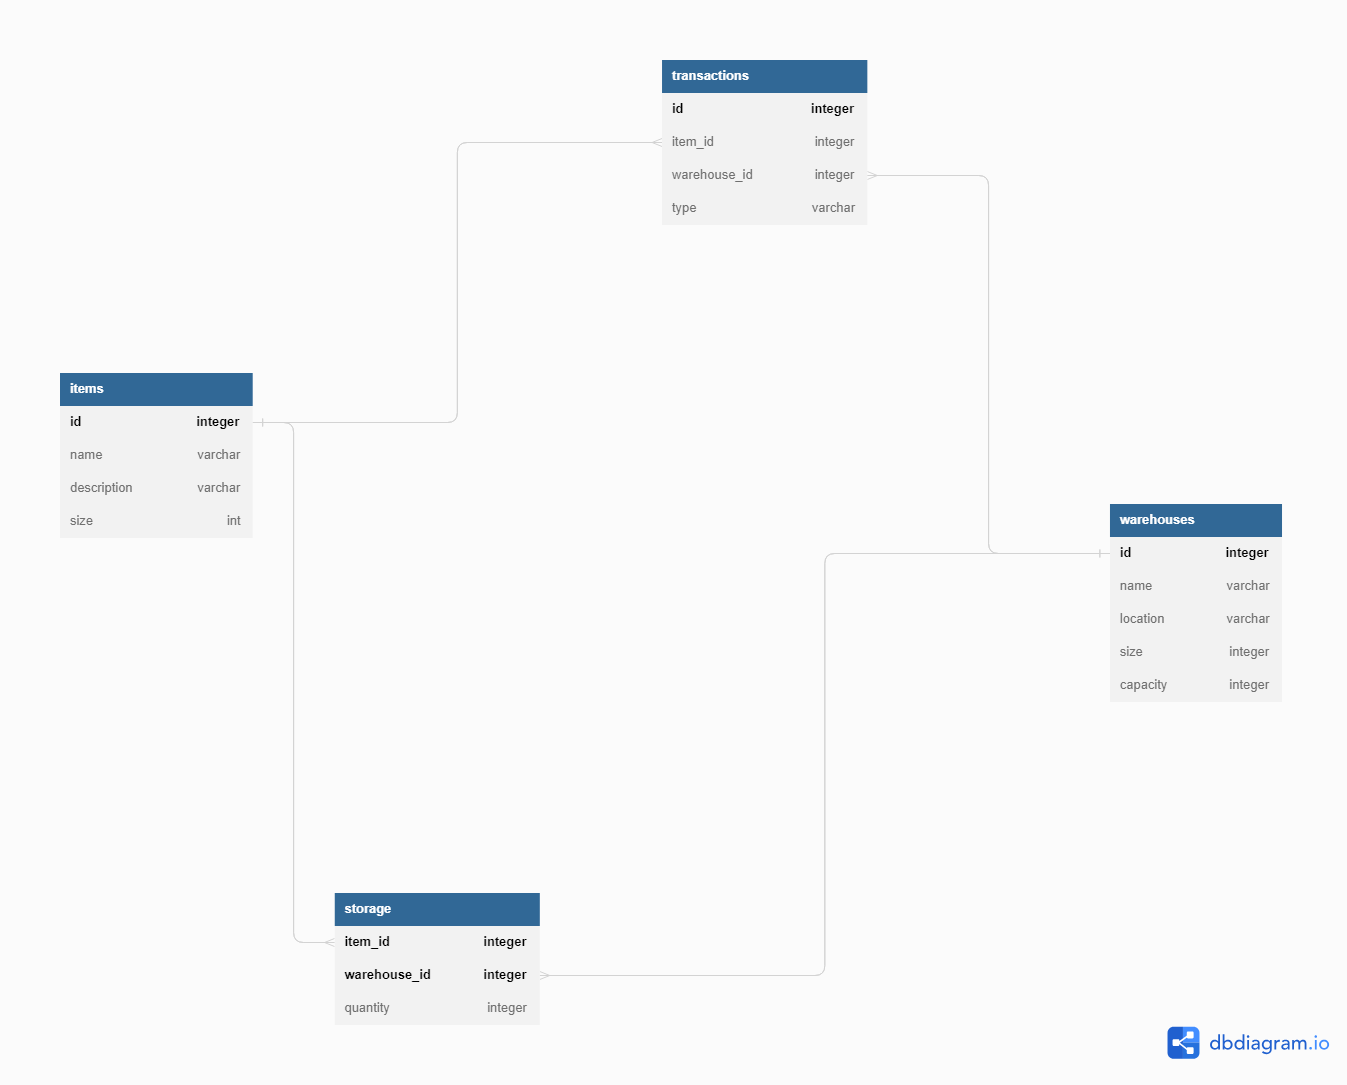 transactions
id integer
item_id integer
warehouse_id integer
type varchar
items
id integer
name varchar
description varchar
size int
warehouses
id integer
name varchar
location varchar
size integer
capacity integer
storage
item_id integer
warehouse_id integer
quantity integer
dbdiagram.io